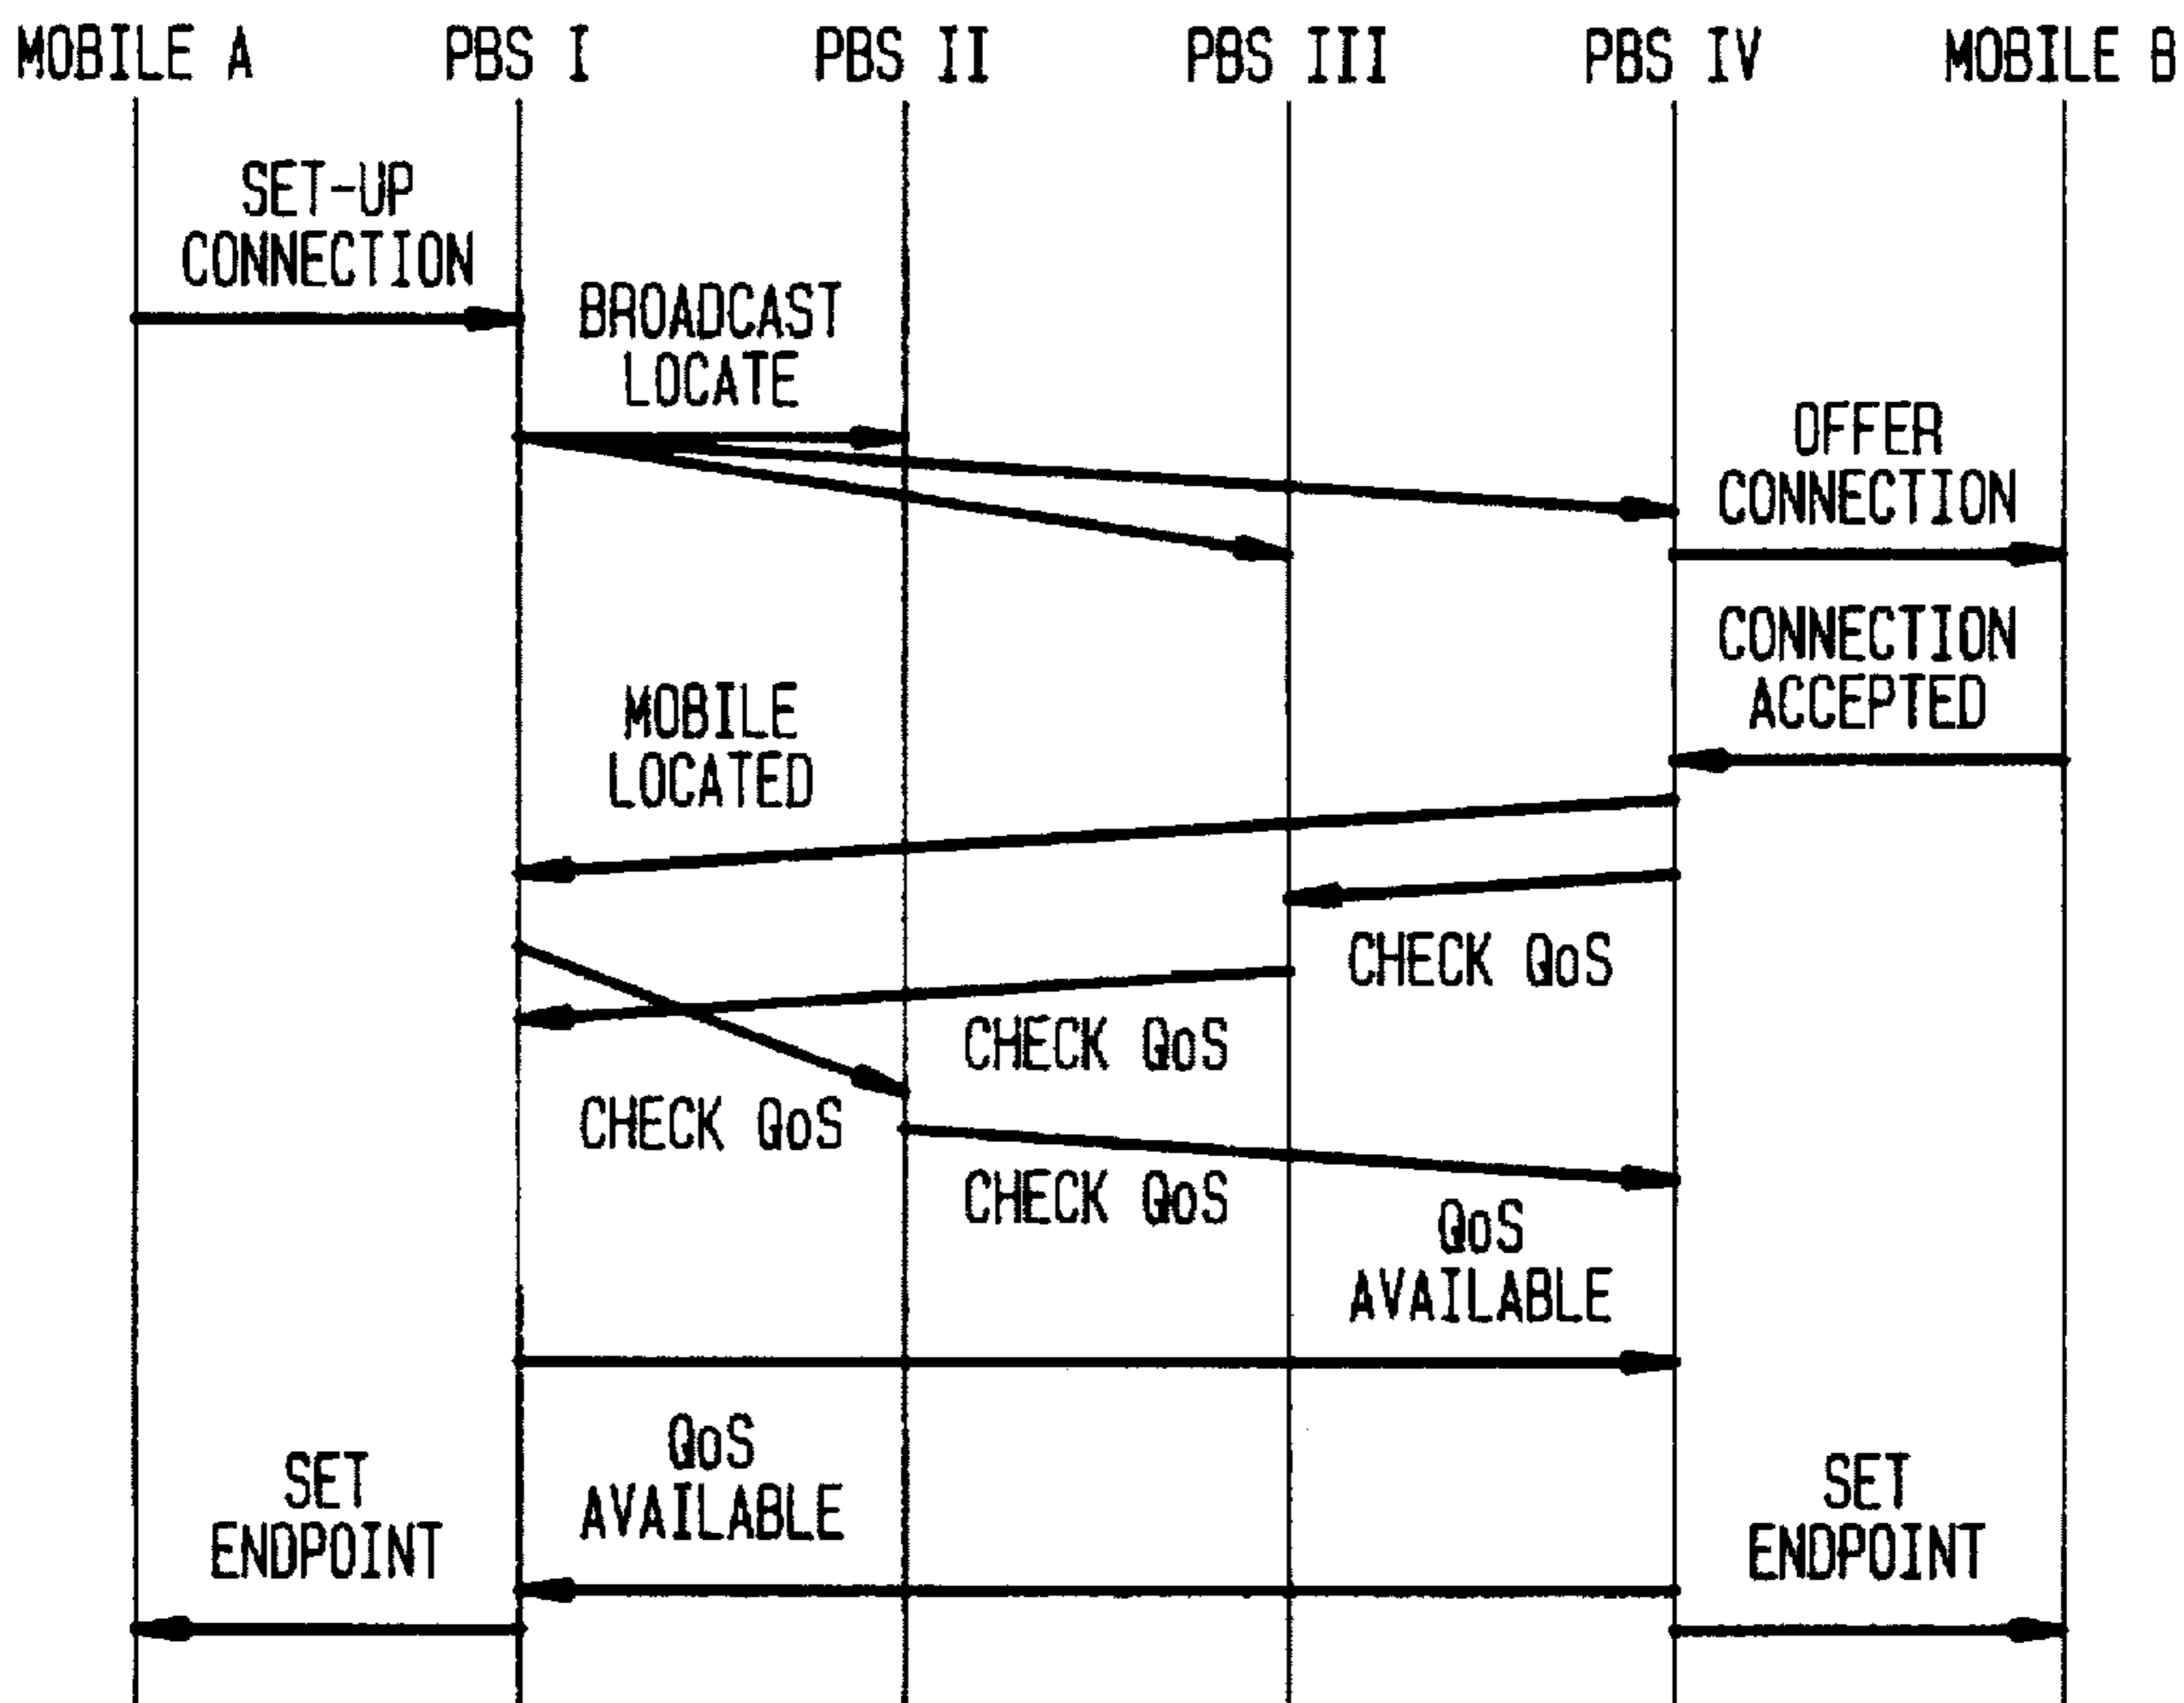 MOBILE A PBS I PBS II PBS III PBS IV MOBILE B
SET-UP
CONNECTION
BROADCAST
LOCATE
OFFER
CONNECTION
CONNECTION
ACCEPTED
MOBILE
LOCATED
CHECK QoS
CHECK QoS
CHECK QoS
CHECK QoS
QoS
AVAILABLE
QoS
AVAILABLE
SET
ENDPOINT
SET
ENDPOINT